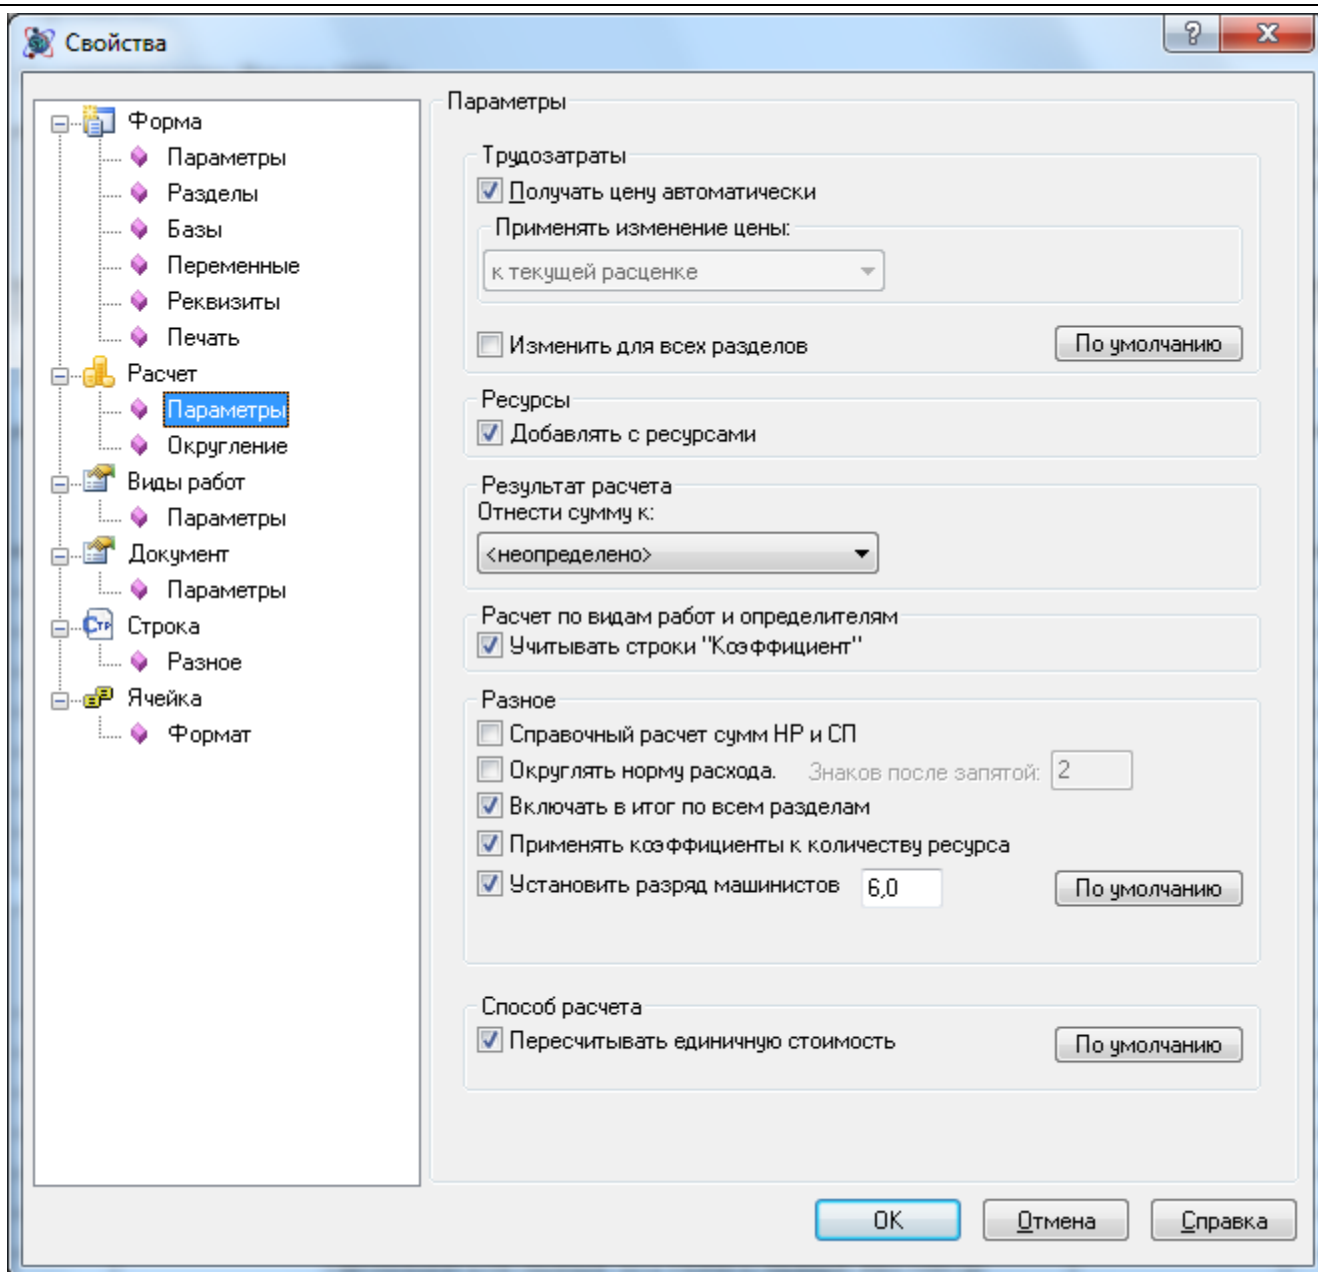 Свойства
Форма
Параметры
Разделы
Базы
Переменные
Реквизиты
Печать
Расчет
Параметры
Округление
Виды работ
Параметры
Документ
Параметры
Строка
Разное
Ячейка
Формат
Параметры
Трудозатраты
Получать цену автоматически
Применять изменение цены:
к текущей расценке
Изменить для всех разделов По умолчанию
Ресурсы
Добавлять с ресурсами
Результат расчета
Отнести сумму к:
<неопределено>
Расчет по видам работ и определителям
Учитывать строки "Коэффициент"
Разное
Справочный расчет сумм НР и СП
Округлять норму расхода. Знаков после запятой: 2
Включать в итог по всем разделам
Применять коэффициенты к количеству ресурса
Установить разряд машинистов 6,0 По умолчанию
Способ расчета
Пересчитывать единичную стоимость По умолчанию
ОК Отмена Справка